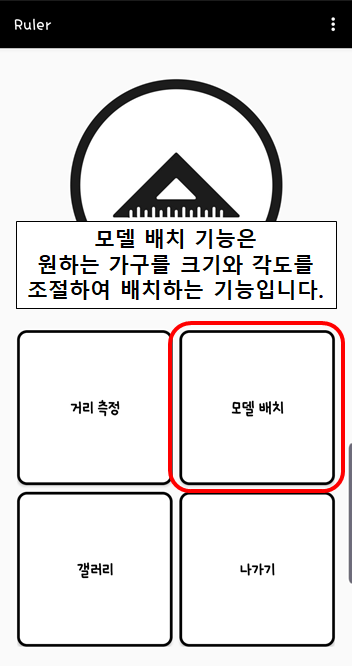 Ruler
모델 배치 기능은
원하는 가구를 크기와 각도를
조절하여 배치하는 기능입니다.
거리 측정
모델 배치
갤러리
나가기